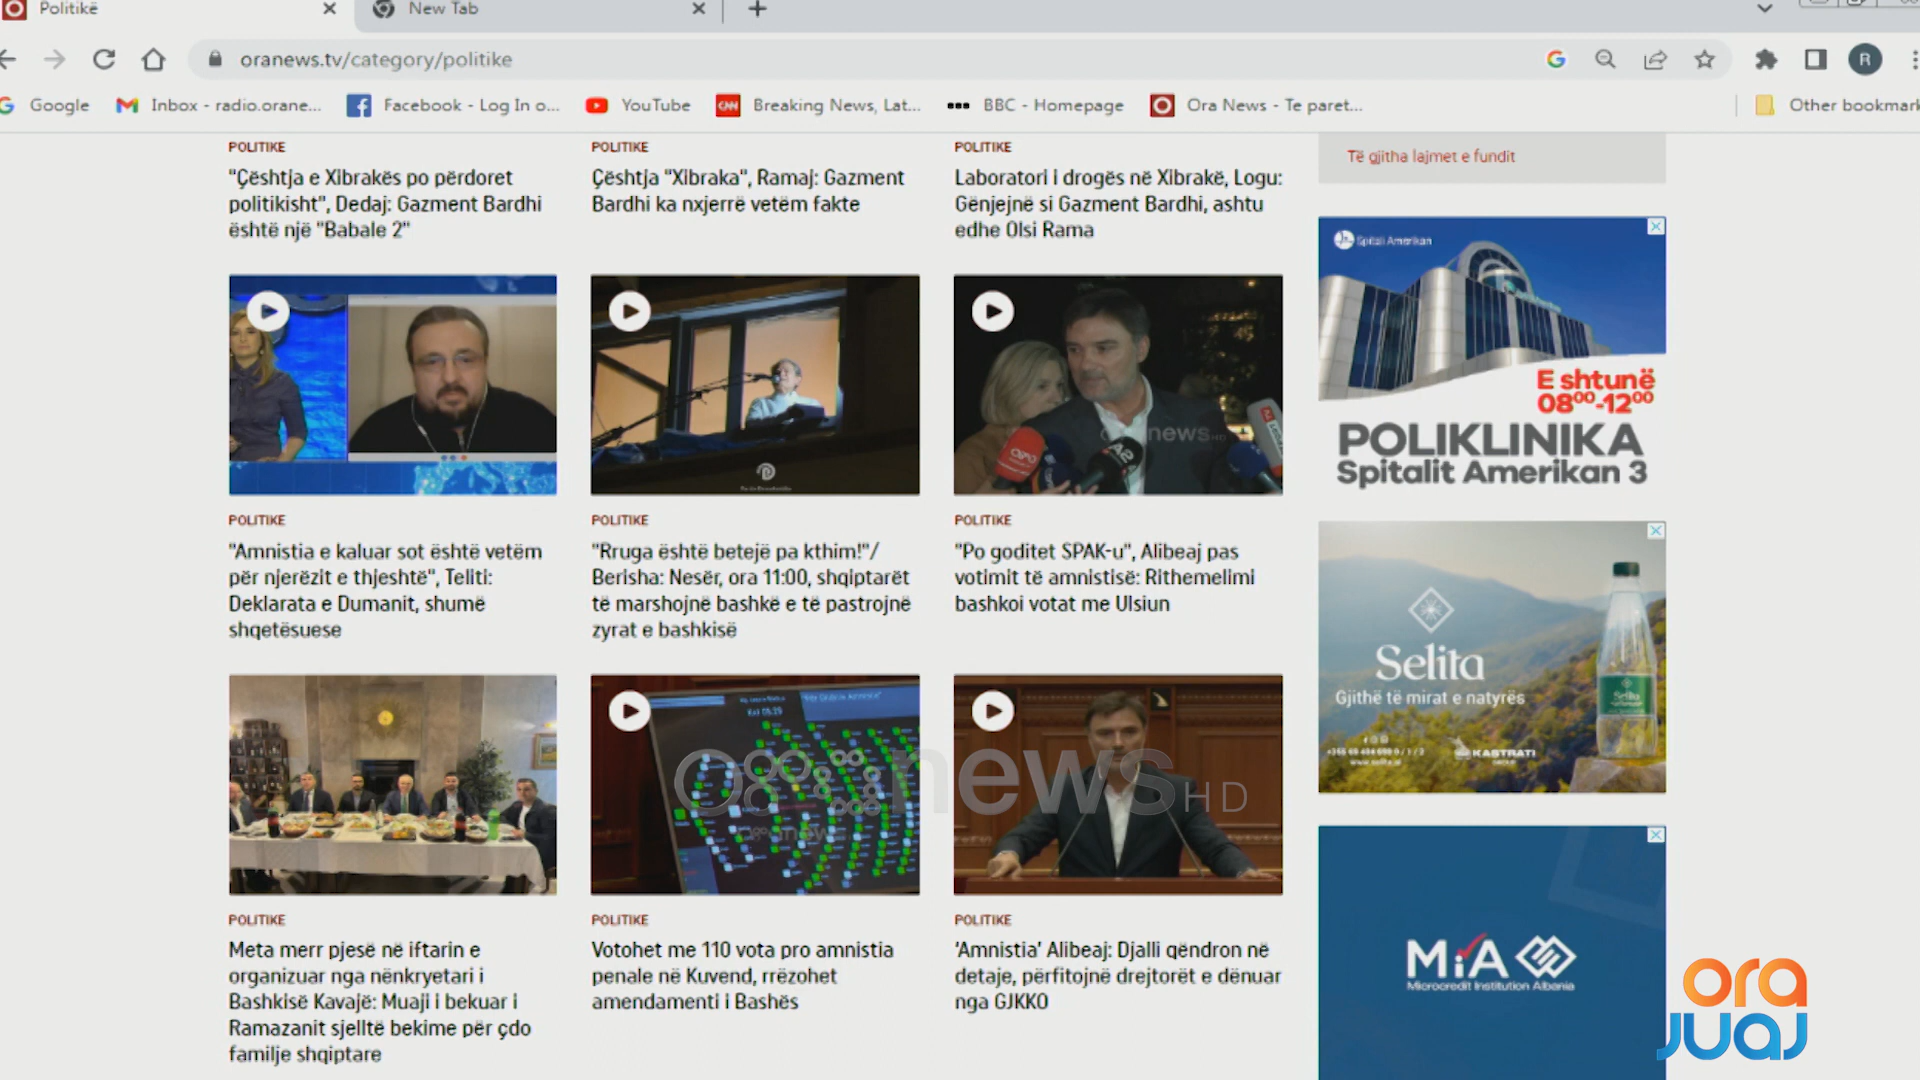 Politikë
New Tab
oranews.tv/category/politike
R
Google
Inbox - radio.orane...
Facebook - Log In o...
YouTube
CNN
Breaking News, Lat...
BBC - Homepage
Ora News - Te paret...
Other bookmark
POLITIKE
"Çështja e Xibrakës po përdoret
politikisht", Dedaj: Gazment Bardhi
është një "Babale 2"
POLITIKE
Çështja "Xibraka", Ramaj: Gazment
Bardhi ka nxjerrë vetëm fakte
POLITIKE
Laboratori i drogës në Xibrakë, Logu:
Gënjejnë si Gazment Bardhi, ashtu
edhe Olsi Rama
Të gjitha lajmet e fundit
Spitali Amerikan
E shtunë
08⁰⁰-12⁰⁰
POLIKLINIKA
Spitalit Amerikan 3
news
POLITIKE
"Amnistia e kaluar sot është vetëm
për njerëzit e thjeshtë", Teliti:
Deklarata e Dumanit, shumë
shqetësuese
POLITIKE
"Rruga është betejë pa kthim!"/
Berisha: Nesër, ora 11:00, shqiptarët
të marshojnë bashkë e të pastrojnë
zyrat e bashkisë
POLITIKE
"Po goditet SPAK-u", Alibeaj pas
votimit të amnistisë: Rithemelimi
bashkoi votat me Ulsiun
Selita
Gjithë të mirat e natyrës
KASTRATI
news HD
POLITIKE
Meta merr pjesë në iftarin e
organizuar nga nënkryetari i
Bashkisë Kavajë: Muaji i bekuar i
Ramazanit sjelltë bekime për çdo
familje shqiptare
POLITIKE
Votohet me 110 vota pro amnistia
penale në Kuvend, rrëzohet
amendamenti i Bashës
POLITIKE
'Amnistia' Alibeaj: Djalli qëndron në
detaje, përfitojnë drejtorët e dënuar
nga GJKKO
MiA
Microcredit Institution Albania
ora
juaj